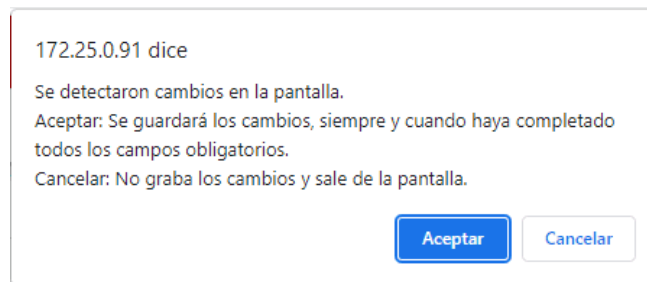 172.25.0.91 dice
Se detectaron cambios en la pantalla.
Aceptar: Se guardará los cambios, siempre y cuando haya completado
todos los campos obligatorios.
Cancelar: No graba los cambios y sale de la pantalla.
Aceptar
Cancelar